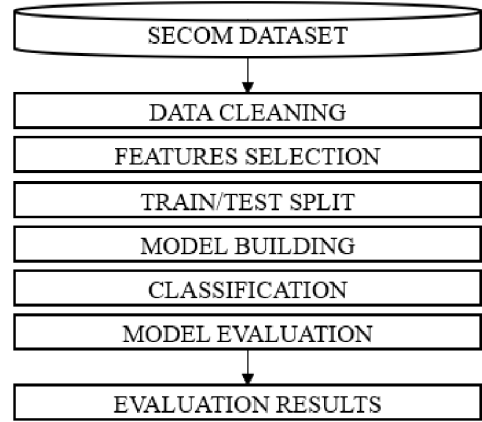 SECOM DATASET
DATA CLEANING
FEATURES SELECTION
TRAIN/TEST SPLIT
MODEL BUILDING
CLASSIFICATION
MODEL EVALUATION
EVALUATION RESULTS